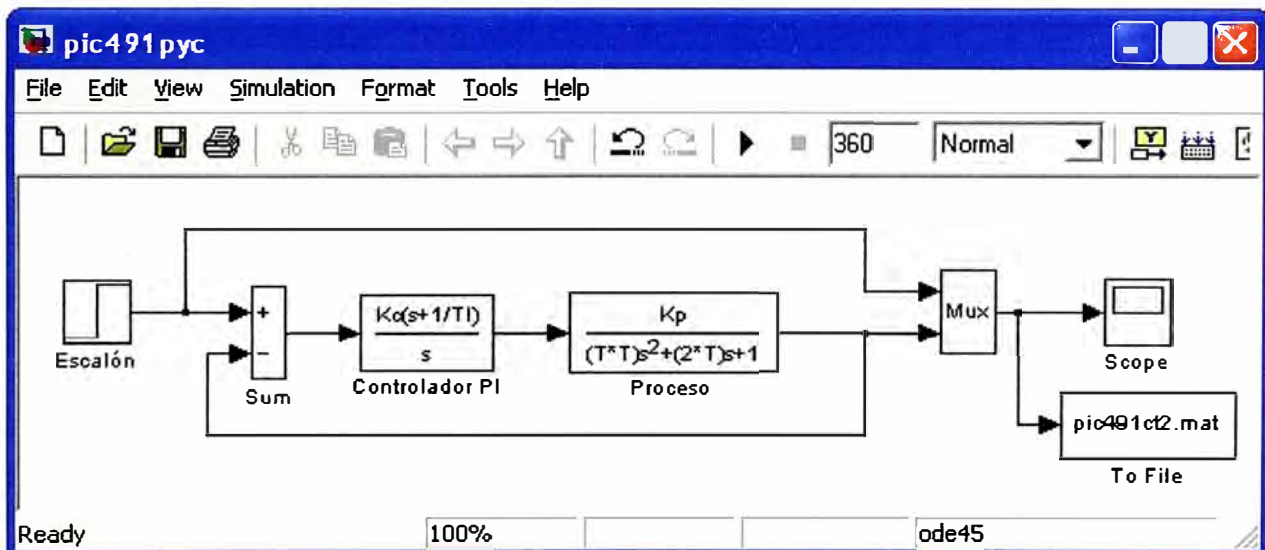 pic491pyc
File Edit View Simulation Format Tools Help
360 Normal
Escalón
+
−
Sum
Kc(s+1/TI)
s
Controlador PI
Kp
(T*T)s²+(2*T)s+1
Proceso
Mux
Scope
pic491ct2.mat
To File
Ready 100% ode45